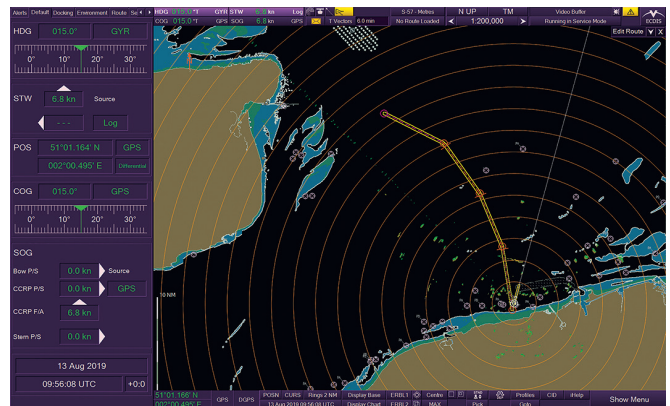 Alerts Default Docking Environment Route Se
HDG 015.0° GYR
0° 10° 20° 30°
STW 6.8 kn Source
- - - Log
POS 51°01.164' N GPS
002°00.495' E Differential
COG 015.0° GPS
0° 10° 20° 30°
SOG
Bow P/S 0.0 kn Source
CCRP P/S 0.0 kn GPS
CCRP F/A 6.8 kn
Stern P/S 0.0 kn
13 Aug 2019
09:56:08 UTC +0:0
HDG 015.0 °T GYR STW 6.8 kn Log
COG 015.0 °T GPS SOG 6.8 kn GPS T Vectors 6.0 min
S-57 - Metres N UP TM Video Buffer
No Route Loaded 1:200,000 Running in Service Mode
ECDIS
Edit Route X
10 NM
51°01.166' N GPS DGPS POSN CURS Rings 2 NM Display Base ERBL1 Centre Profiles CID iHelp Show Menu
002°00.495' E 13 Aug 2019 09:56:08 UTC Display Chart ERBL2 MAX Pick Goto